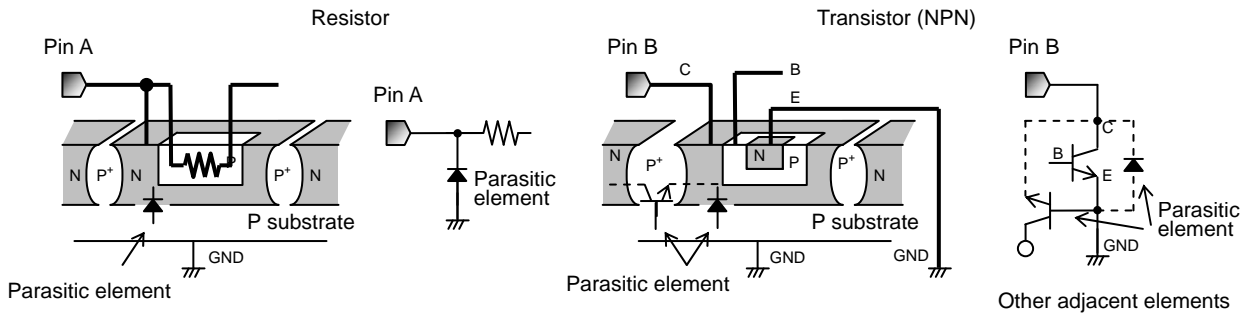 Resistor
Transistor (NPN)
Pin A
Pin B
Pin B
C
B
E
Pin A
C
N
P+
N
P
P+
N
N
P+
N
P
P+
N
B
E
Parasitic
element
P substrate
P substrate
Parasitic
element
GND
GND
GND
GND
Parasitic element
Parasitic element
Other adjacent elements